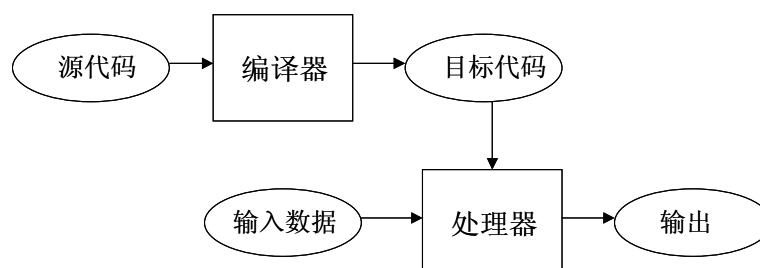 源代码
编译器
目标代码
输入数据
处理器
输出